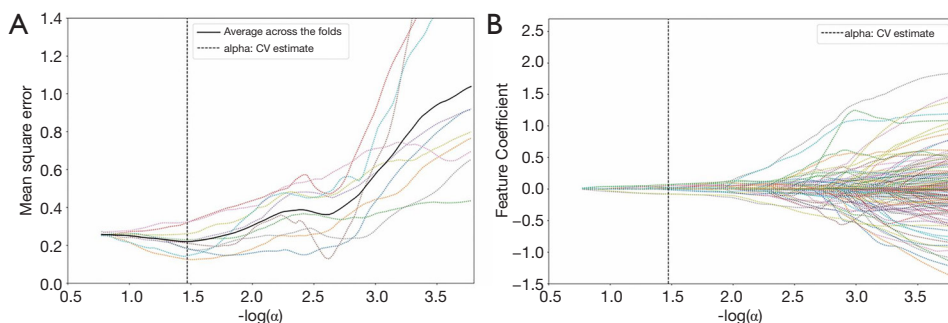 A
1.4
1.2
1.0
0.8
0.6
0.4
0.2
0.0
Mean square error
Average across the folds
alpha: CV estimate
0.5 1.0 1.5 2.0 2.5 3.0 3.5
-log(α)
B
2.5
2.0
1.5
1.0
0.5
0.0
−0.5
−1.0
−1.5
Feature Coefficient
alpha: CV estimate
0.5 1.0 1.5 2.0 2.5 3.0 3.5
-log(α)